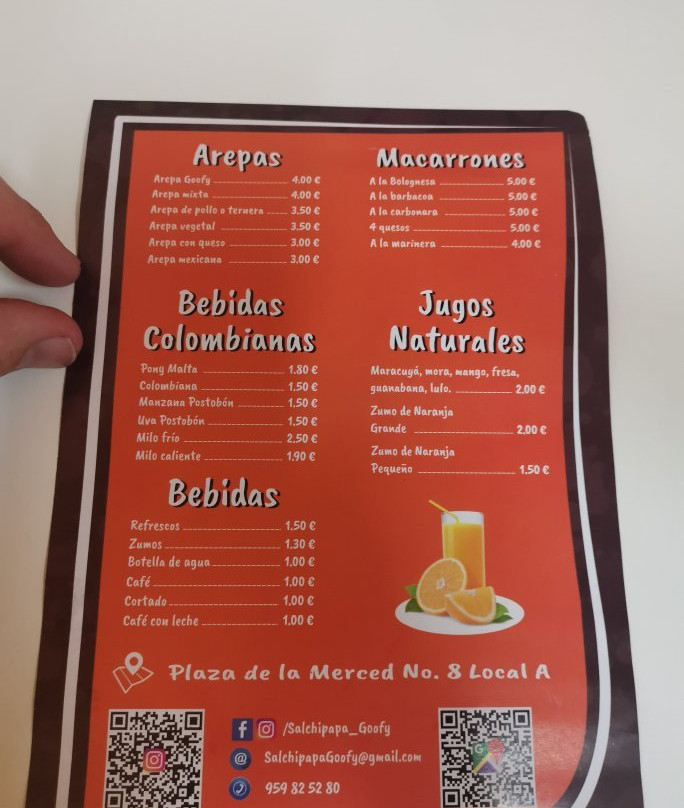 Arepas
Arepa Goofy 4.00 €
Arepa mixta 4.00 €
Arepa de pollo o ternera 3.50 €
Arepa vegetal 3.50 €
Arepa con queso 3.00 €
Arepa mexicana 3.00 €
Macarrones
A la Bolognesa 5.00 €
A la barbacoa 5.00 €
A la carbonara 5.00 €
4 quesos 5.00 €
A la marinera 4.00 €
Bebidas
Colombianas
Pony Malta 1.80 €
Colombiana 1.50 €
Manzana Postobón 1.50 €
Uva Postobón 1.50 €
Milo frío 2.50 €
Milo caliente 1.90 €
Jugos
Naturales
Maracuyá, mora, mango, fresa,
guanabana, lulo. 2.00 €
Zumo de Naranja
Grande 2.00 €
Zumo de Naranja
Pequeño 1.50 €
Bebidas
Refrescos 1.50 €
Zumos 1.30 €
Botella de agua 1.00 €
Café 1.00 €
Cortado 1.00 €
Café con leche 1.00 €
Plaza de la Merced No. 8 Local A
/Salchipapa_Goofy
SalchipapaGoofy@gmail.com
959 82 52 80